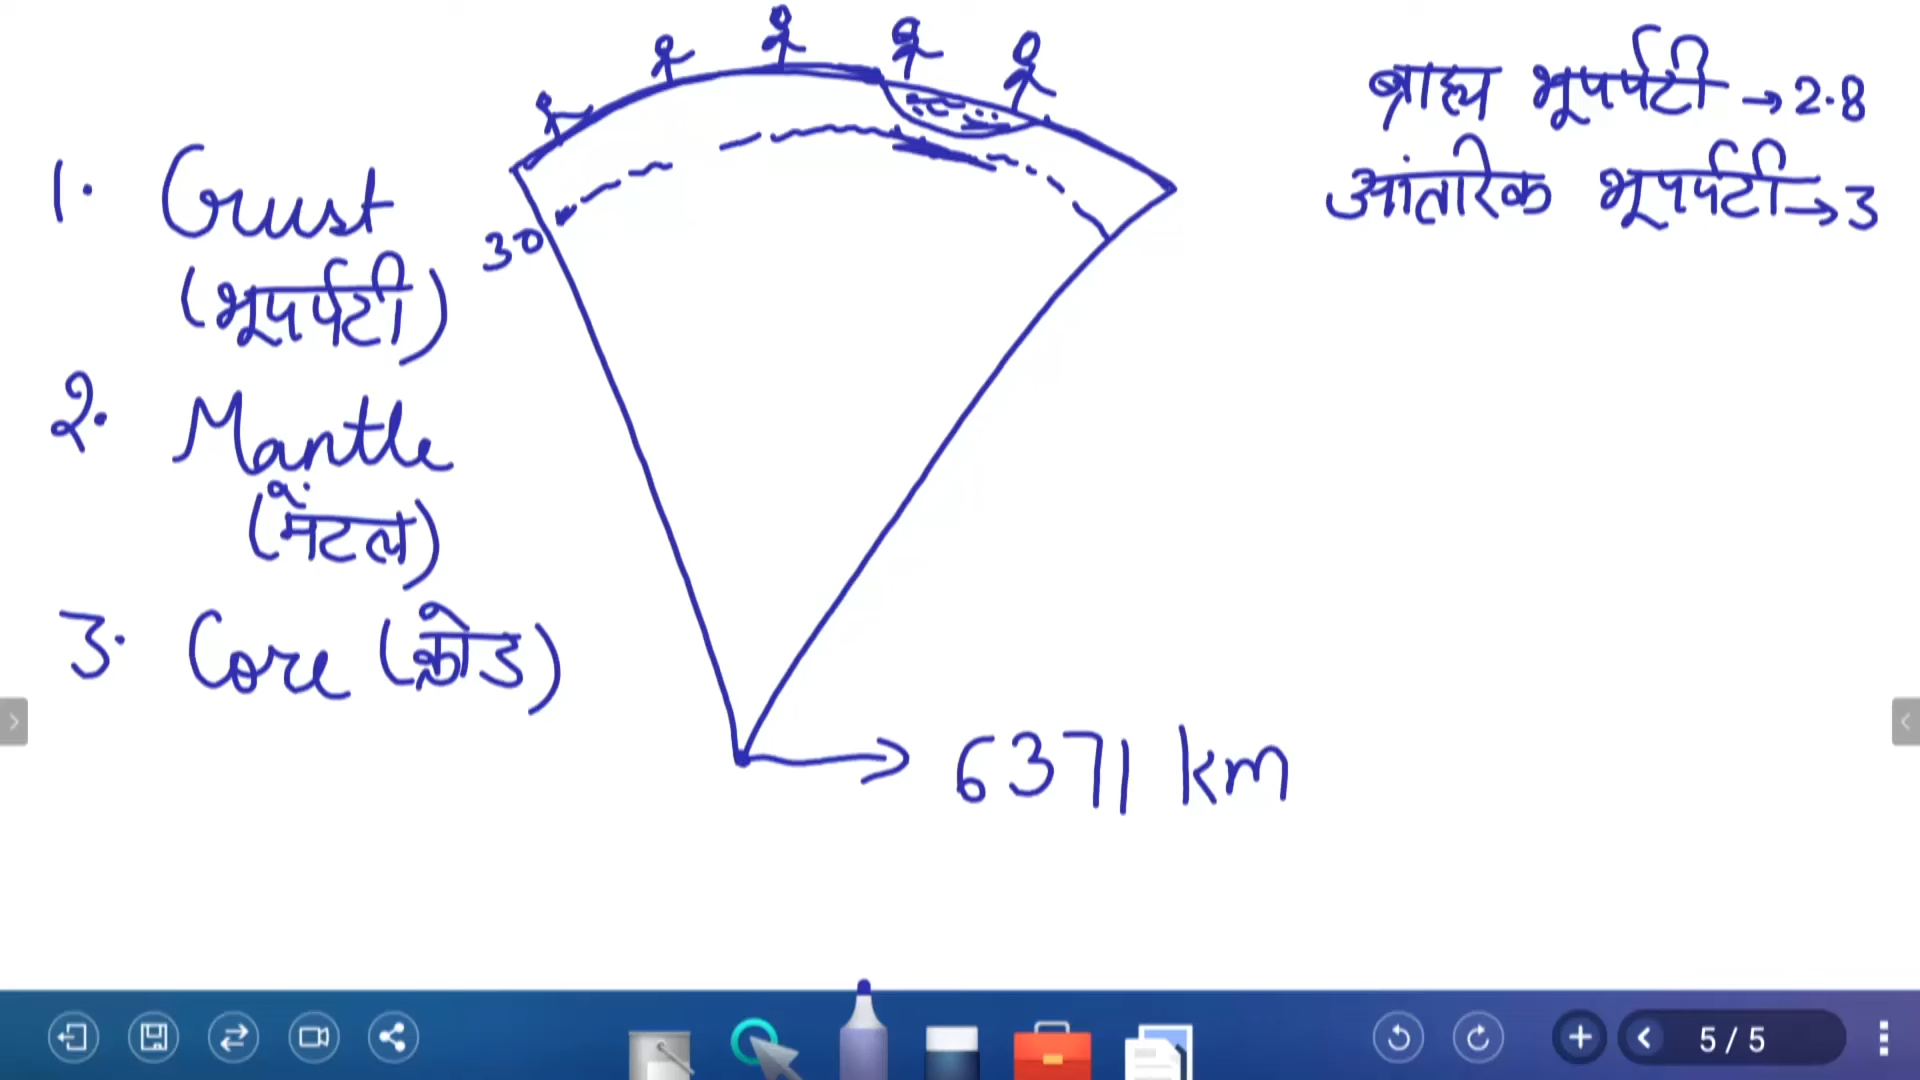 1. Crust
(भूपर्पटी)
2. Mantle
(मेंटल)
3. Core (क्रोड)
30
6371 km
ब्राह्य भूपर्पटी → 2.8
आंतरिक भूपर्पटी → 3
5 / 5